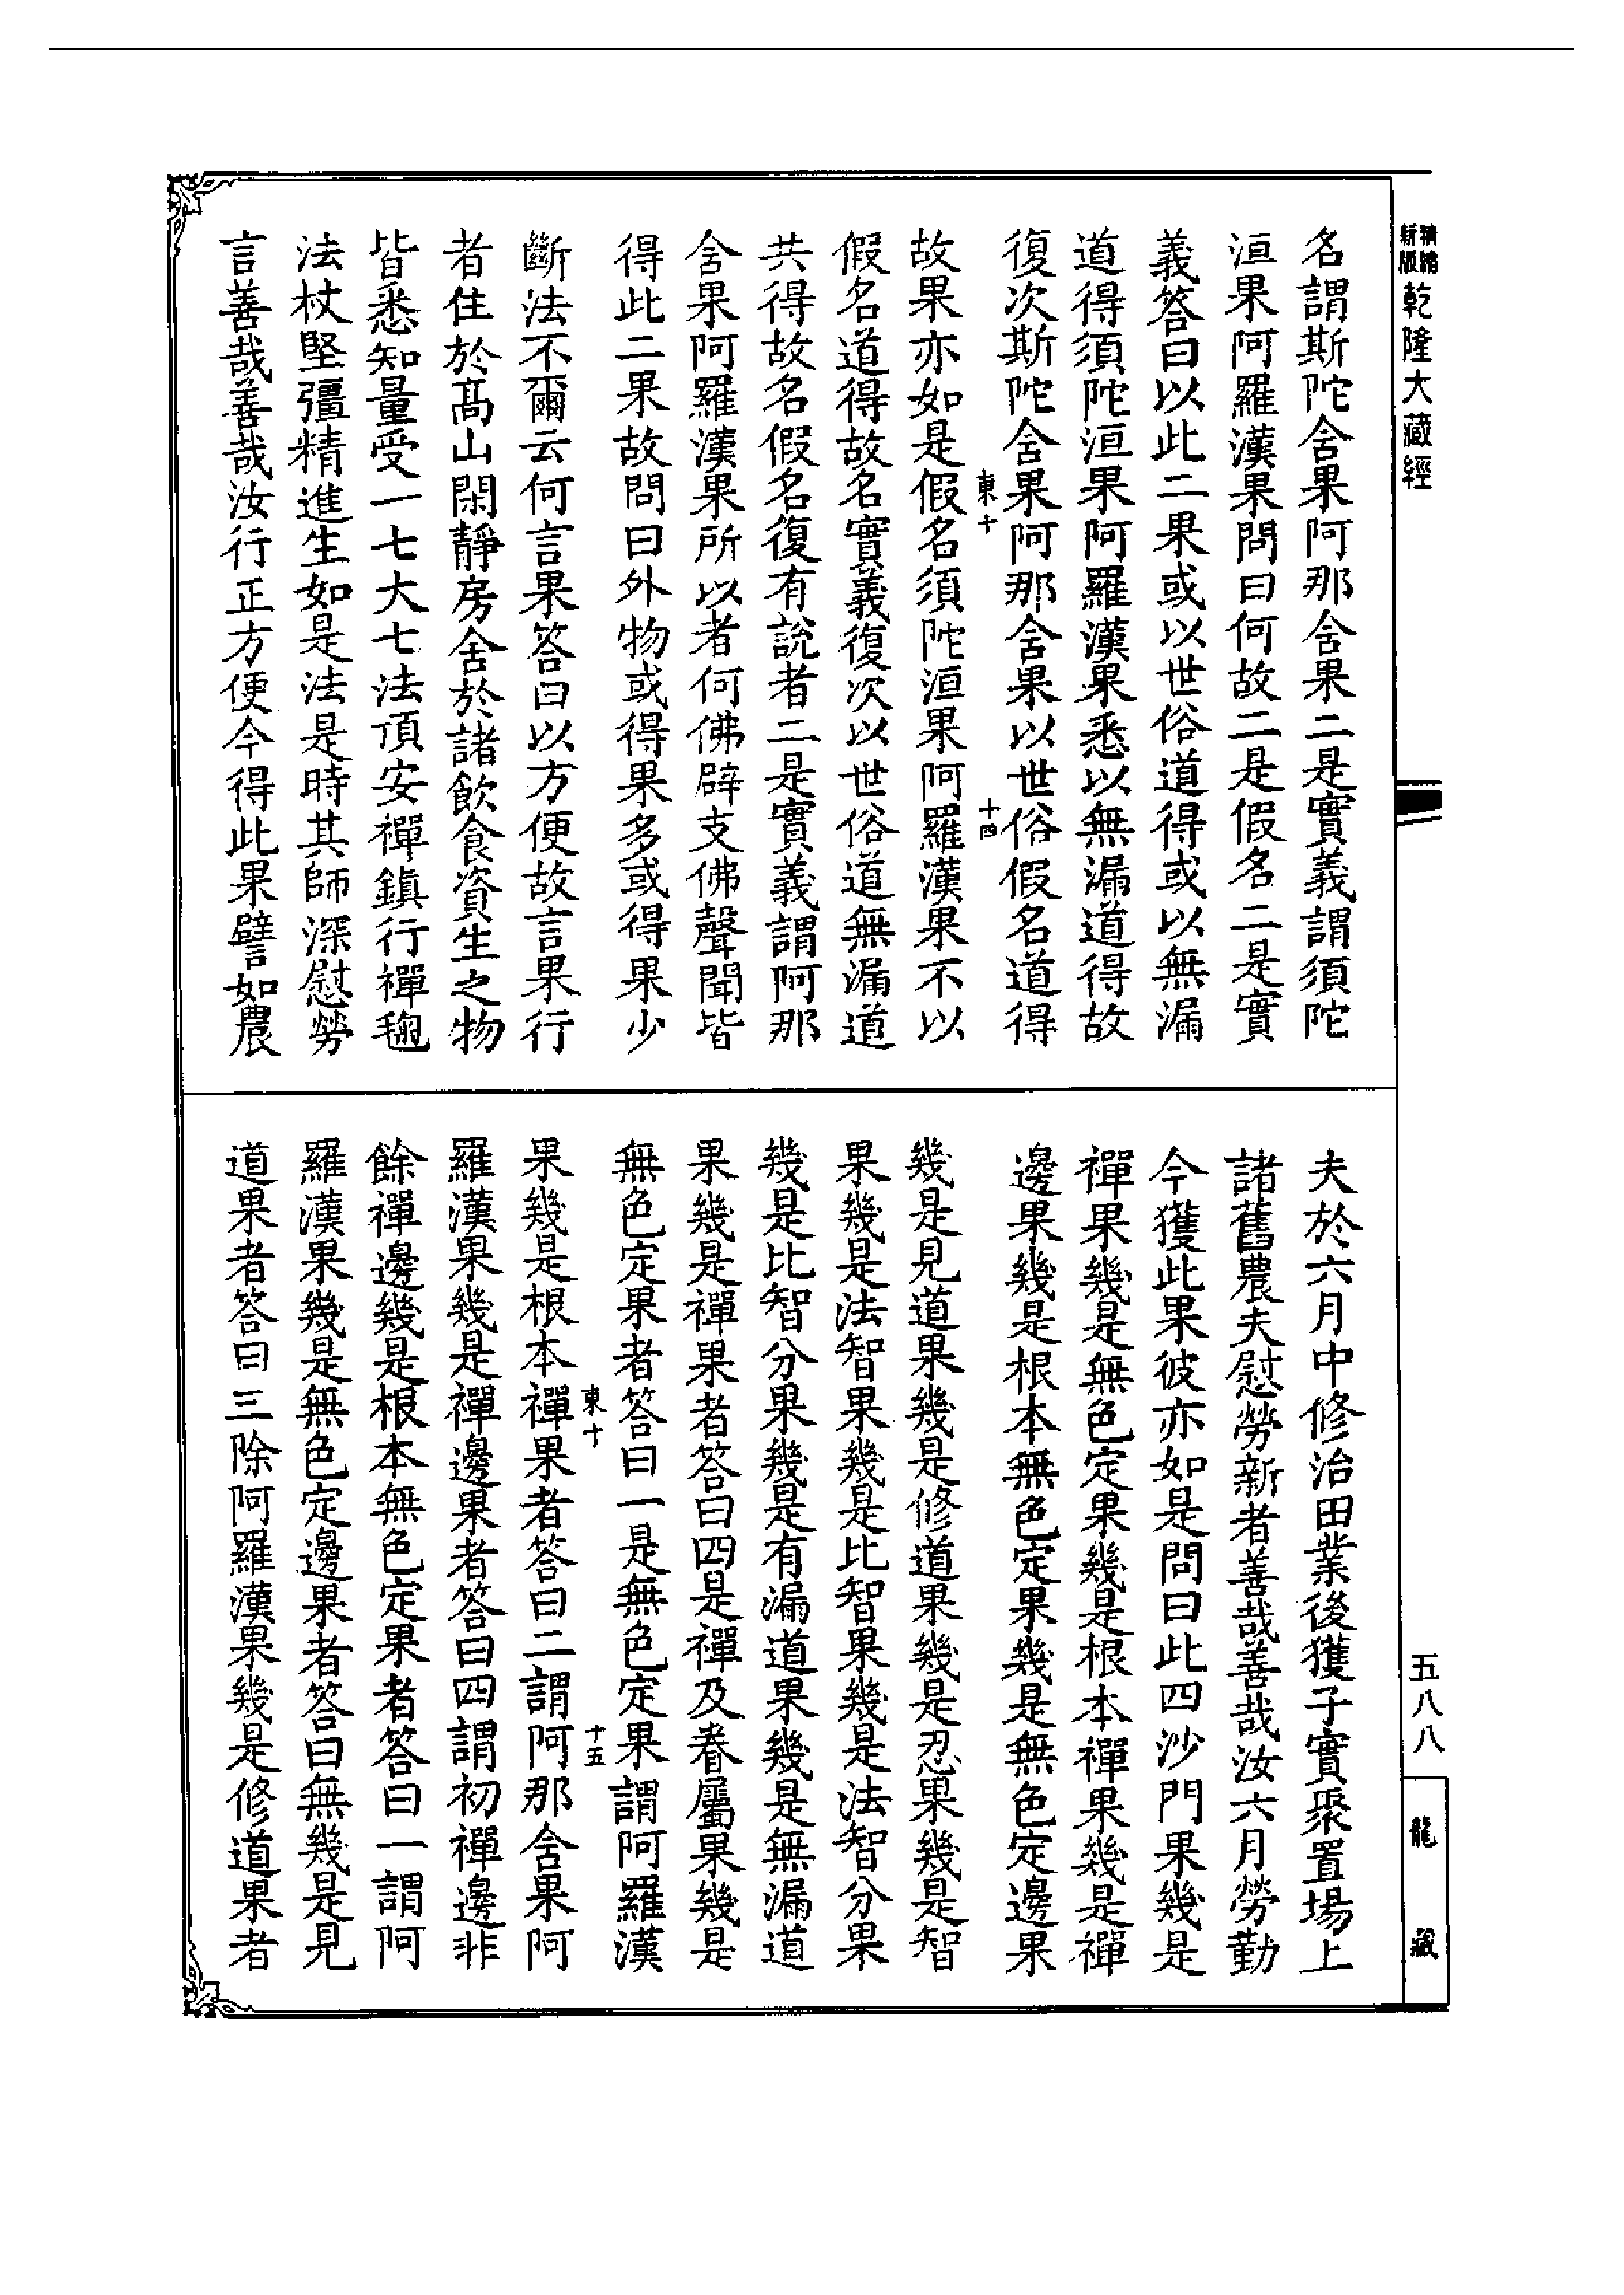 精縮新版
乾隆大藏經
名謂斯陀舍果阿那舍果二是實義謂須陀
洹果阿羅漢果問曰何故二是假名二是實
義答曰以此二果或以世俗道得或以無漏
道得須陀洹果阿羅漢果悉以無漏道得故
復次斯陀舍果阿那舍果以世俗假名道得
東十
十四
故果亦如是假名須陀洹果阿羅漢果不以
假名道得故名實義復次以世俗道無漏道
共得故名假名復有說者二是實義謂阿那
舍果阿羅漢果所以者何佛辟支佛聲聞皆
得此二果故問曰外物或得果多或得果少
斷法不爾云何言果答曰以方便故言果行
者住於髙山閑靜房舍於諸飲食資生之物
皆悉知量受一七大七法頂安禪鎮行禪毱
法杖堅彊精進生如是法是時其師深慰勞
言善哉善哉汝行正方便今得此果譬如農
夫於六月中修治田業後獲子實聚置場上
諸舊農夫慰勞新者善哉善哉汝六月勞勤
今獲此果彼亦如是問曰此四沙門果幾是
禪果幾是無色定果幾是根本禪果幾是禪
邊果幾是根本無色定果幾是無色定邊果
幾是見道果幾是修道果幾是忍果幾是智
果幾是法智果幾是比智果幾是法智分果
幾是比智分果幾是有漏道果幾是無漏道
果幾是禪果者答曰四是禪及眷屬果幾是
無色定果者答曰一是無色定果謂阿羅漢
東十
十五
果幾是根本禪果者答曰二謂阿那舍果阿
羅漢果幾是禪邊果者答曰四謂初禪邊非
餘禪邊幾是根本無色定果者答曰一謂阿
羅漢果幾是無色定邊果者答曰無幾是見
道果者答曰三除阿羅漢果幾是修道果者
五八八
龍藏